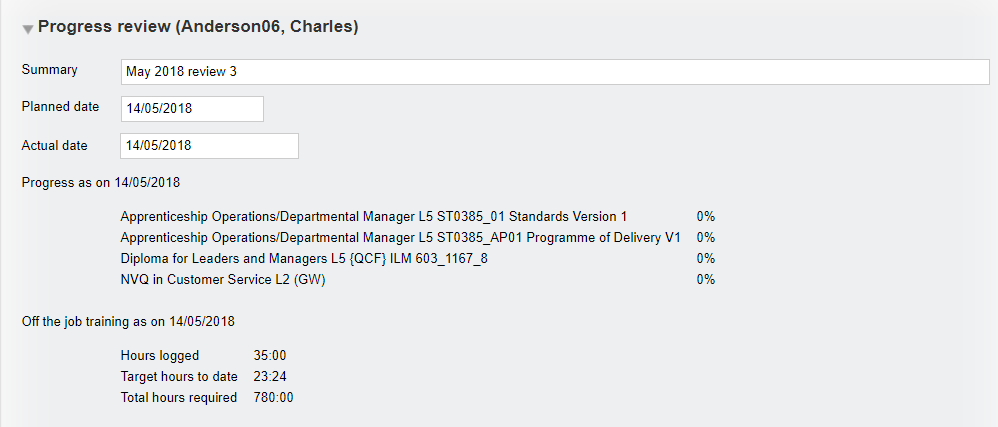 Progress review (Anderson06, Charles)
Summary May 2018 review 3
Planned date 14/05/2018
Actual date 14/05/2018
Progress as on 14/05/2018
Apprenticeship Operations/Departmental Manager L5 ST0385_01 Standards Version 1 0%
Apprenticeship Operations/Departmental Manager L5 ST0385_AP01 Programme of Delivery V1 0%
Diploma for Leaders and Managers L5 {QCF} ILM 603_1167_8 0%
NVQ in Customer Service L2 (GW) 0%
Off the job training as on 14/05/2018
Hours logged 35:00
Target hours to date 23:24
Total hours required 780:00